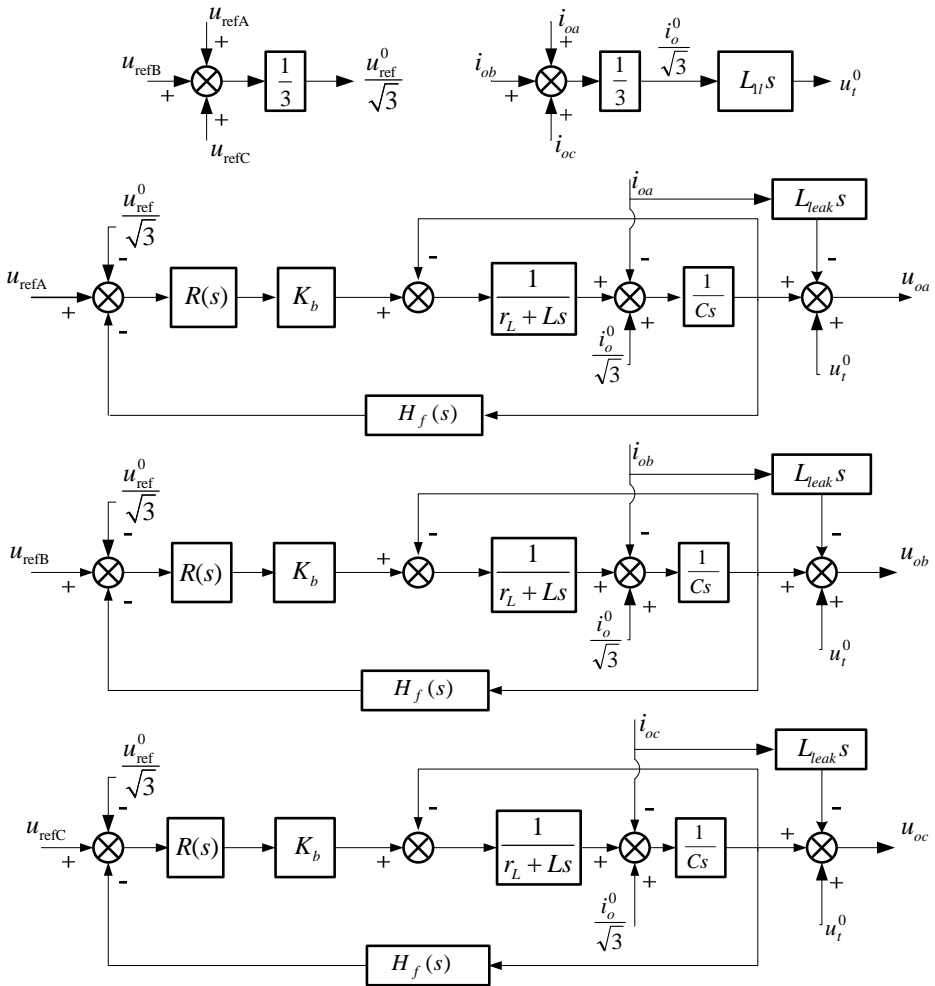 u_refA
+
u_refB
+
+
u_refC
1/3
u_ref^0/√3
i_oa
+
i_ob
+
+
i_oc
1/3
i_o^0/√3
L_11 s
u_t^0
u_ref^0/√3
-
u_refA
+
-
R(s)
K_b
+
-
1/(r_L + Ls)
+
i_oa
-
+
i_o^0/√3
1/Cs
L_leak s
-
+
+
u_t^0
u_oa
H_f(s)
u_ref^0/√3
-
u_refB
+
-
R(s)
K_b
+
-
1/(r_L + Ls)
+
i_ob
-
+
i_o^0/√3
1/Cs
L_leak s
-
+
+
u_t^0
u_ob
H_f(s)
u_ref^0/√3
-
u_refC
+
-
R(s)
K_b
+
-
1/(r_L + Ls)
+
i_oc
-
+
i_o^0/√3
1/Cs
L_leak s
-
+
+
u_t^0
u_oc
H_f(s)